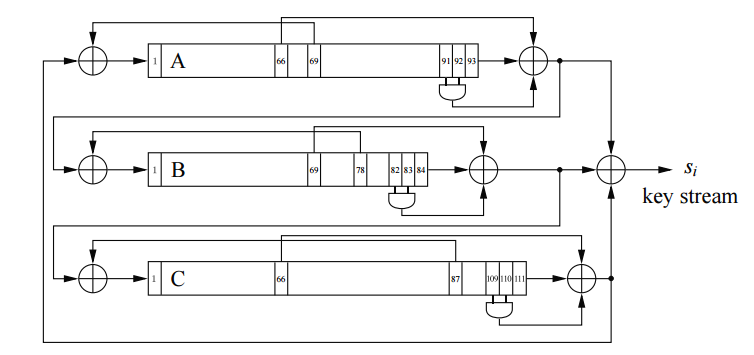 1 A 66 69 91 92 93
1 B 69 78 82 83 84 si
key stream
1 C 66 87 109 110 111